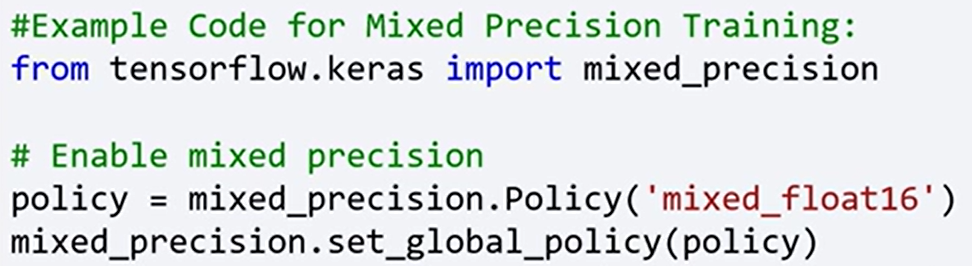 #Example Code for Mixed Precision Training:
from tensorflow.keras import mixed_precision
# Enable mixed precision
policy = mixed_precision.Policy('mixed_float16')
mixed_precision.set_global_policy(policy)